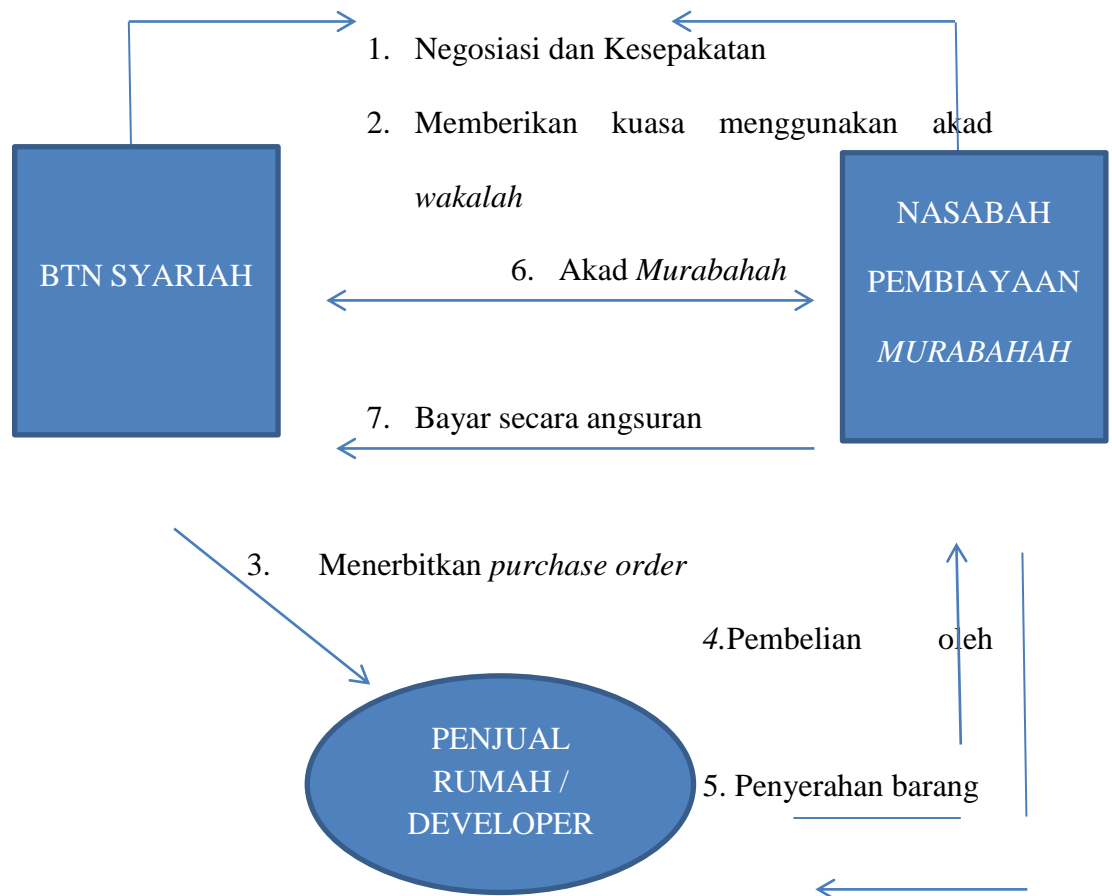 1. Negosiasi dan Kesepakatan
2. Memberikan kuasa menggunakan akad
wakalah
BTN SYARIAH
NASABAH
PEMBIAYAAN
MURABAHAH
6. Akad Murabahah
7. Bayar secara angsuran
3. Menerbitkan purchase order
4.Pembelian oleh
PENJUAL
RUMAH /
DEVELOPER
5. Penyerahan barang